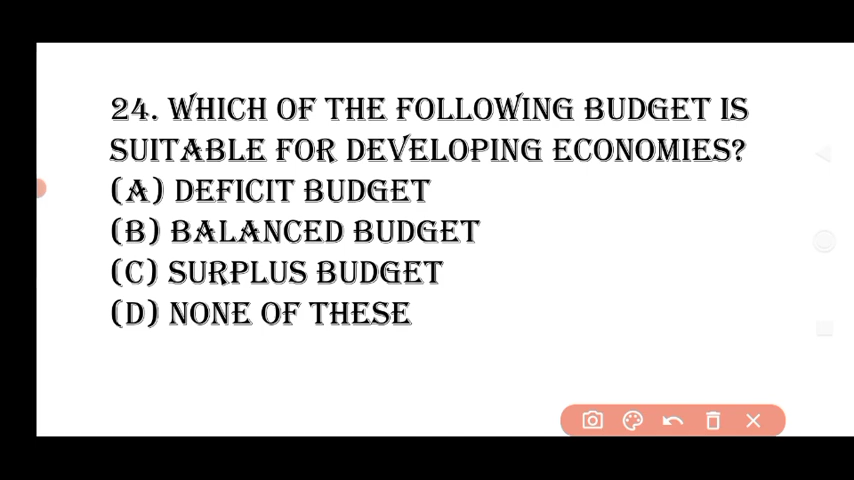 24. WHICH OF THE FOLLOWING BUDGET IS
SUITABLE FOR DEVELOPING ECONOMIES?
(A) DEFICIT BUDGET
(B) BALANCED BUDGET
(C) SURPLUS BUDGET
(D) NONE OF THESE